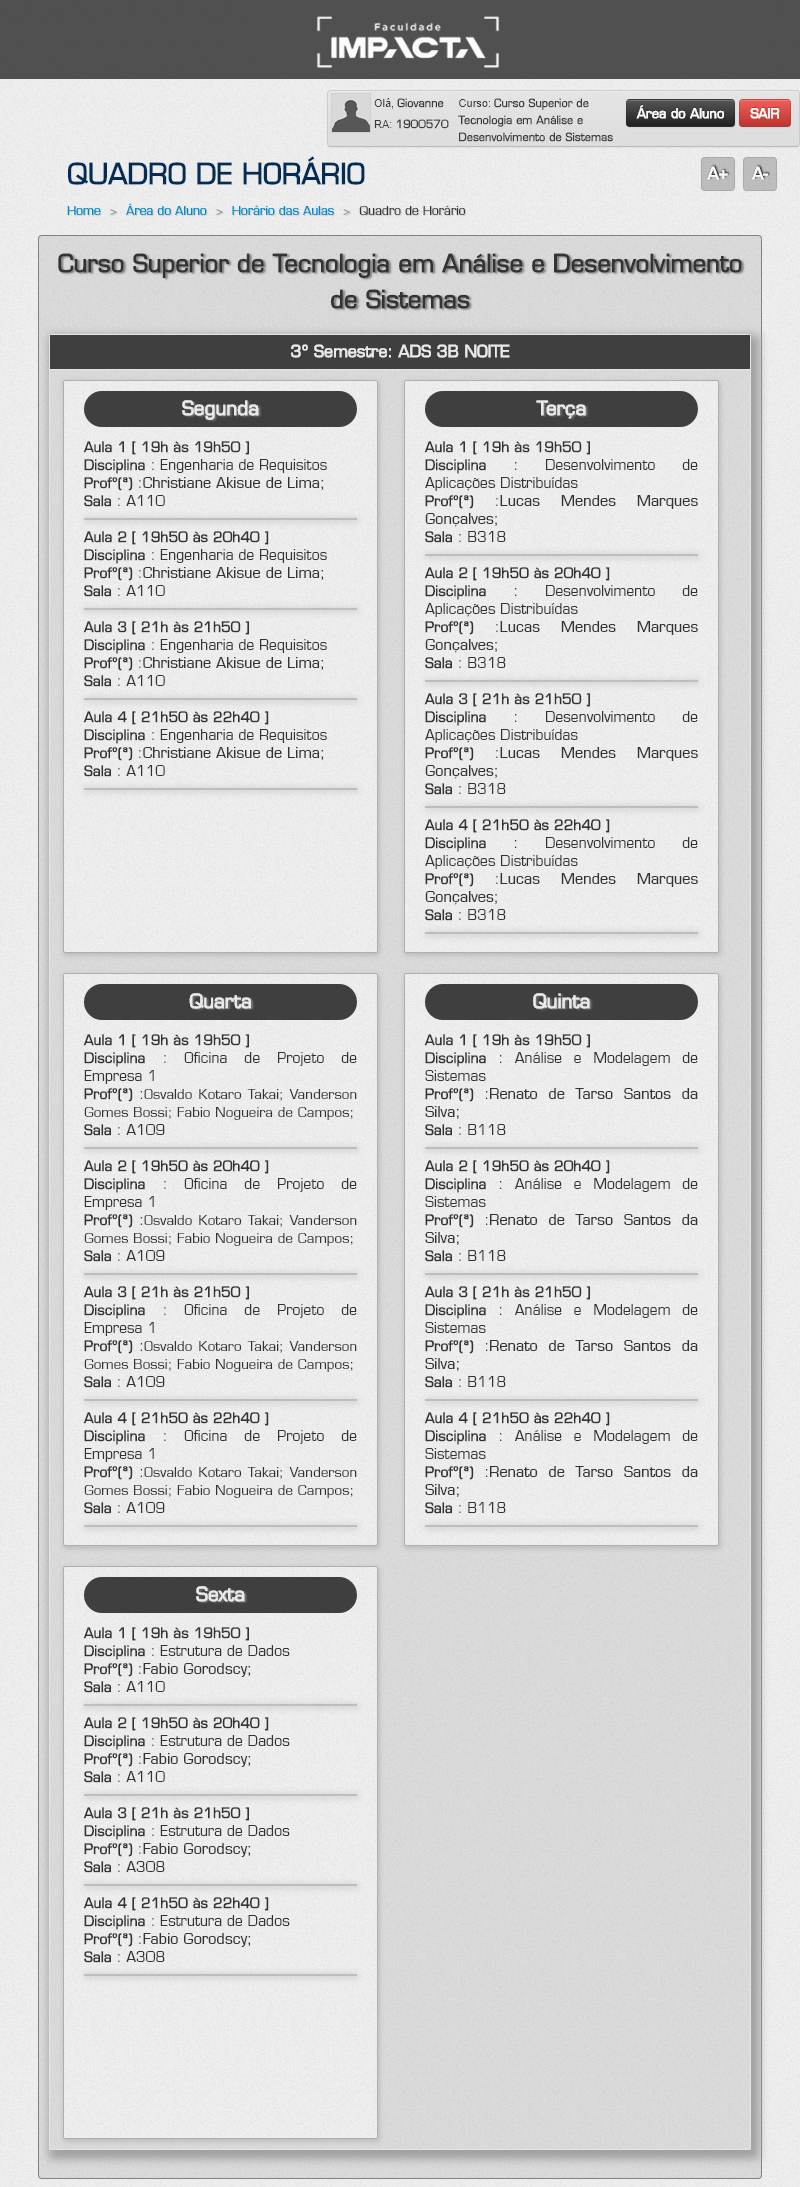 Faculdade
IMPACTA
Olá, Giovanne
RA: 1900570
Curso: Curso Superior de
Tecnologia em Análise e
Desenvolvimento de Sistemas
Área do Aluno
SAIR
QUADRO DE HORÁRIO
A+
A-
Home > Área do Aluno > Horário das Aulas > Quadro de Horário
Curso Superior de Tecnologia em Análise e Desenvolvimento
de Sistemas
3º Semestre: ADS 3B NOITE
Segunda
Aula 1 [ 19h às 19h50 ]
Disciplina : Engenharia de Requisitos
Profº(ª) :Christiane Akisue de Lima;
Sala : A110
Aula 2 [ 19h50 às 20h40 ]
Disciplina : Engenharia de Requisitos
Profº(ª) :Christiane Akisue de Lima;
Sala : A110
Aula 3 [ 21h às 21h50 ]
Disciplina : Engenharia de Requisitos
Profº(ª) :Christiane Akisue de Lima;
Sala : A110
Aula 4 [ 21h50 às 22h40 ]
Disciplina : Engenharia de Requisitos
Profº(ª) :Christiane Akisue de Lima;
Sala : A110
Terça
Aula 1 [ 19h às 19h50 ]
Disciplina : Desenvolvimento de
Aplicações Distribuídas
Profº(ª) :Lucas Mendes Marques
Gonçalves;
Sala : B318
Aula 2 [ 19h50 às 20h40 ]
Disciplina : Desenvolvimento de
Aplicações Distribuídas
Profº(ª) :Lucas Mendes Marques
Gonçalves;
Sala : B318
Aula 3 [ 21h às 21h50 ]
Disciplina : Desenvolvimento de
Aplicações Distribuídas
Profº(ª) :Lucas Mendes Marques
Gonçalves;
Sala : B318
Aula 4 [ 21h50 às 22h40 ]
Disciplina : Desenvolvimento de
Aplicações Distribuídas
Profº(ª) :Lucas Mendes Marques
Gonçalves;
Sala : B318
Quarta
Aula 1 [ 19h às 19h50 ]
Disciplina : Oficina de Projeto de
Empresa 1
Profº(ª) :Osvaldo Kotaro Takai; Vanderson
Gomes Bossi; Fabio Nogueira de Campos;
Sala : A109
Aula 2 [ 19h50 às 20h40 ]
Disciplina : Oficina de Projeto de
Empresa 1
Profº(ª) :Osvaldo Kotaro Takai; Vanderson
Gomes Bossi; Fabio Nogueira de Campos;
Sala : A109
Aula 3 [ 21h às 21h50 ]
Disciplina : Oficina de Projeto de
Empresa 1
Profº(ª) :Osvaldo Kotaro Takai; Vanderson
Gomes Bossi; Fabio Nogueira de Campos;
Sala : A109
Aula 4 [ 21h50 às 22h40 ]
Disciplina : Oficina de Projeto de
Empresa 1
Profº(ª) :Osvaldo Kotaro Takai; Vanderson
Gomes Bossi; Fabio Nogueira de Campos;
Sala : A109
Quinta
Aula 1 [ 19h às 19h50 ]
Disciplina : Análise e Modelagem de
Sistemas
Profº(ª) :Renato de Tarso Santos da
Silva;
Sala : B118
Aula 2 [ 19h50 às 20h40 ]
Disciplina : Análise e Modelagem de
Sistemas
Profº(ª) :Renato de Tarso Santos da
Silva;
Sala : B118
Aula 3 [ 21h às 21h50 ]
Disciplina : Análise e Modelagem de
Sistemas
Profº(ª) :Renato de Tarso Santos da
Silva;
Sala : B118
Aula 4 [ 21h50 às 22h40 ]
Disciplina : Análise e Modelagem de
Sistemas
Profº(ª) :Renato de Tarso Santos da
Silva;
Sala : B118
Sexta
Aula 1 [ 19h às 19h50 ]
Disciplina : Estrutura de Dados
Profº(ª) :Fabio Gorodscy;
Sala : A110
Aula 2 [ 19h50 às 20h40 ]
Disciplina : Estrutura de Dados
Profº(ª) :Fabio Gorodscy;
Sala : A110
Aula 3 [ 21h às 21h50 ]
Disciplina : Estrutura de Dados
Profº(ª) :Fabio Gorodscy;
Sala : A308
Aula 4 [ 21h50 às 22h40 ]
Disciplina : Estrutura de Dados
Profº(ª) :Fabio Gorodscy;
Sala : A308